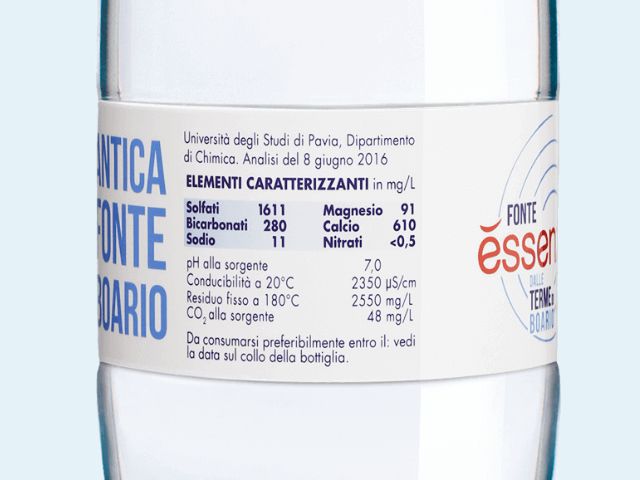 ANTICA
FONTE
BOARIO
Università degli Studi di Pavia, Dipartimento
di Chimica. Analisi del 8 giugno 2016
ELEMENTI CARATTERIZZANTI in mg/L
Solfati 1611 Magnesio 91
Bicarbonati 280 Calcio 610
Sodio 11 Nitrati <0,5
pH alla sorgente 7,0
Conducibilità a 20°C 2350 µS/cm
Residuo fisso a 180°C 2550 mg/L
CO2 alla sorgente 48 mg/L
Da consumarsi preferibilmente entro il: vedi
la data sul collo della bottiglia.
FONTE
éssen
DALLE
TERME DI
BOARIO